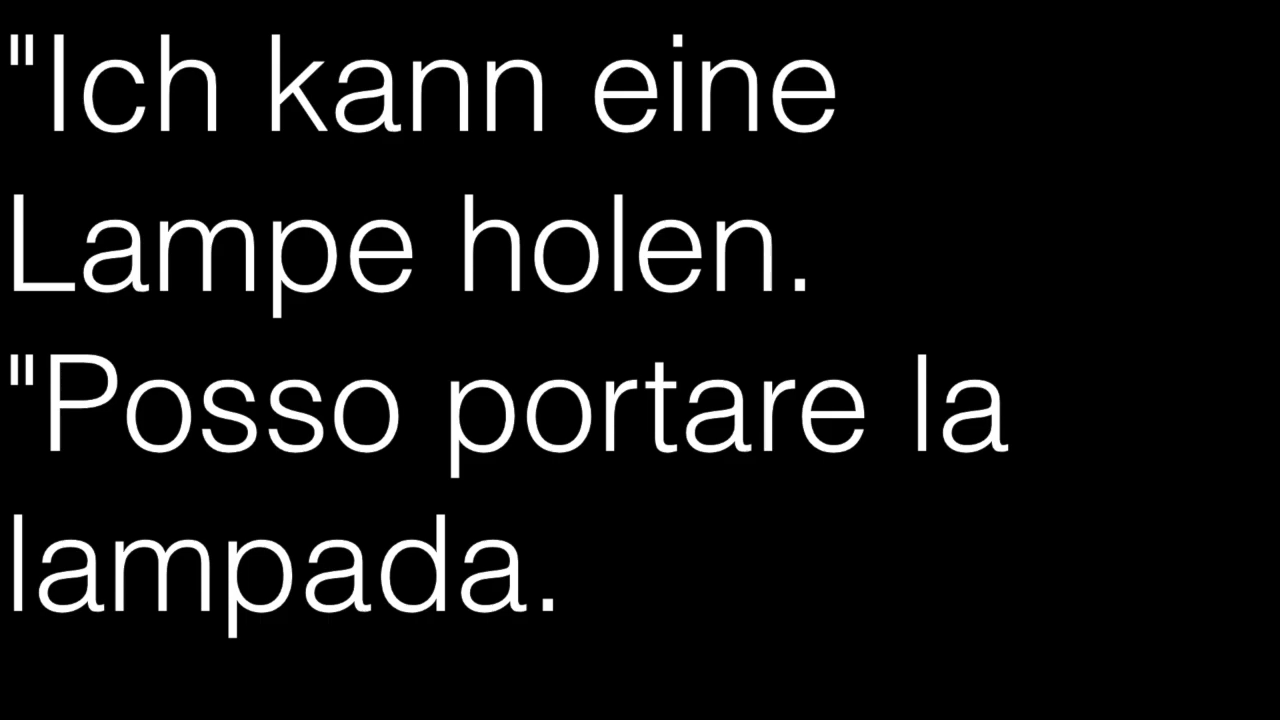 "Ich kann eine
Lampe holen.
"Posso portare la
lampada.